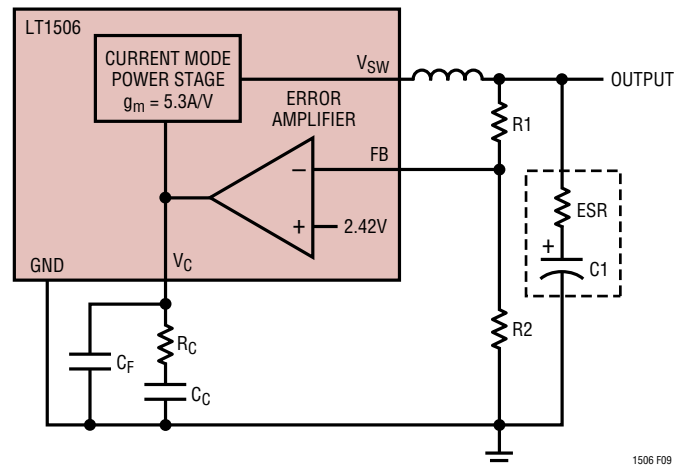 LT1506
CURRENT MODE
POWER STAGE
gm = 5.3A/V
VSW
OUTPUT
ERROR
AMPLIFIER
R1
FB
–
+
2.42V
ESR
+
C1
GND
VC
R2
CF
RC
CC
1506 F09